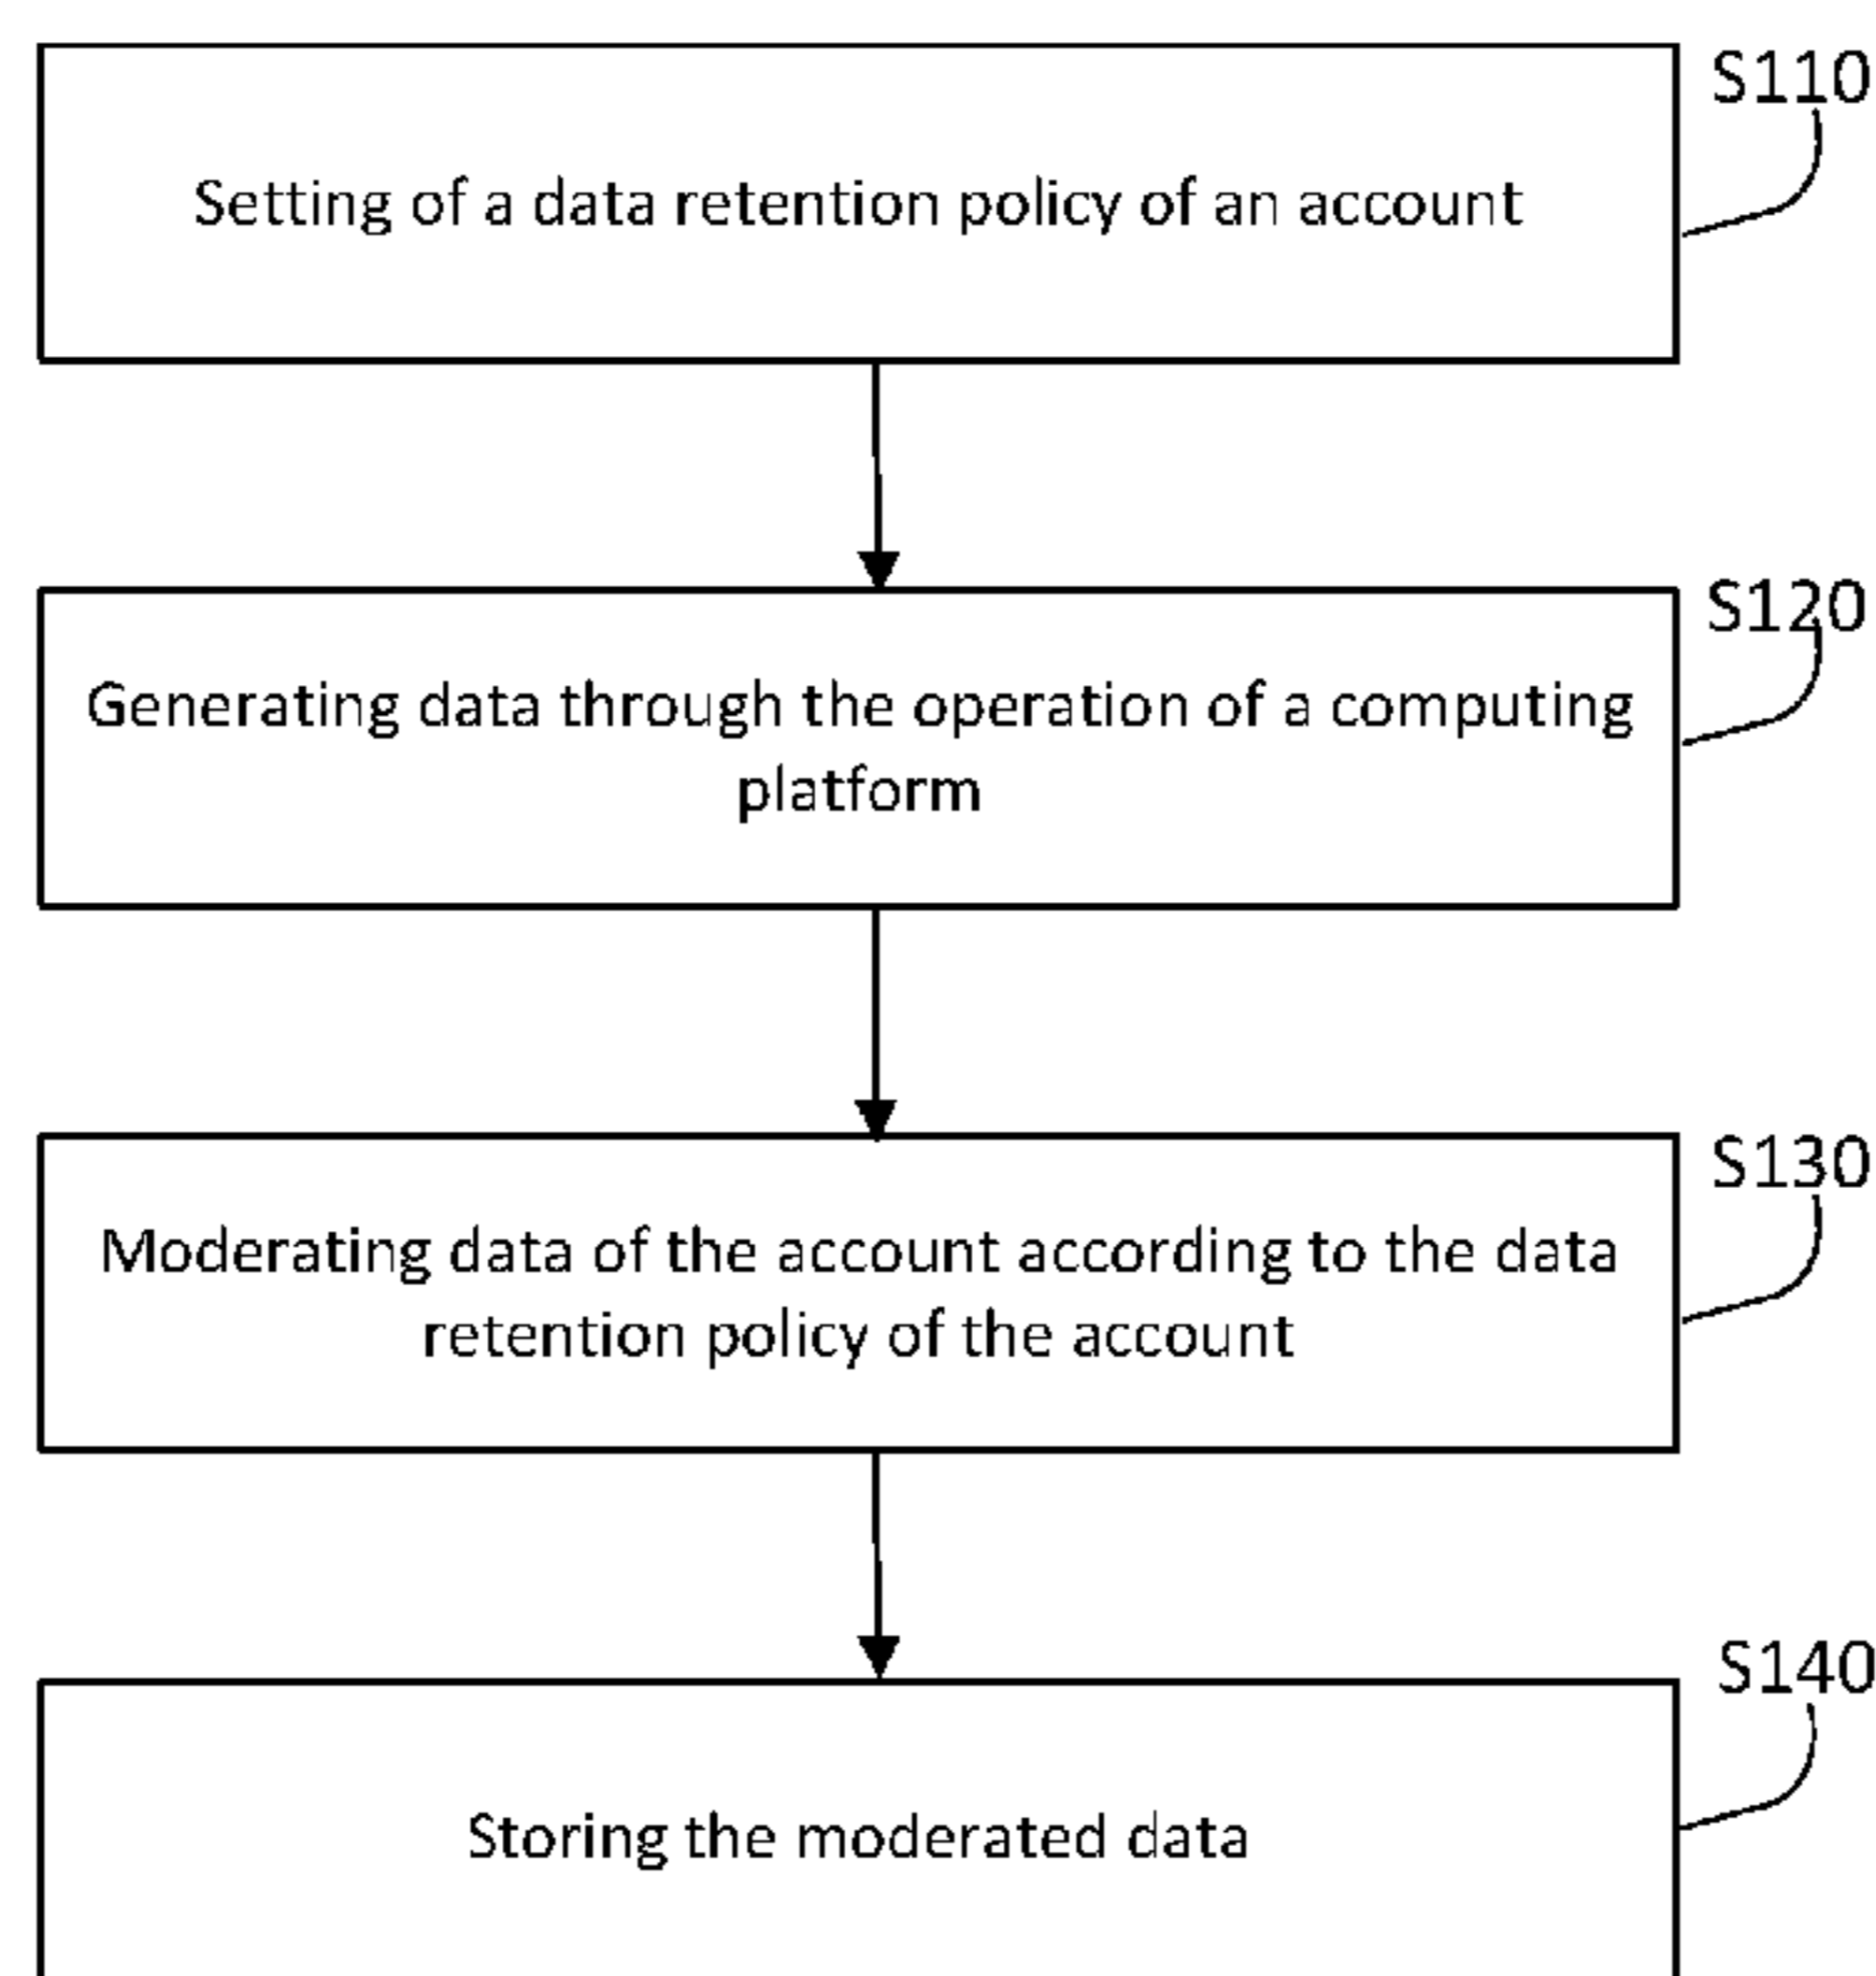 S110
Setting of a data retention policy of an account
S120
Generating data through the operation of a computing
platform
S130
Moderating data of the account according to the data
retention policy of the account
S140
Storing the moderated data